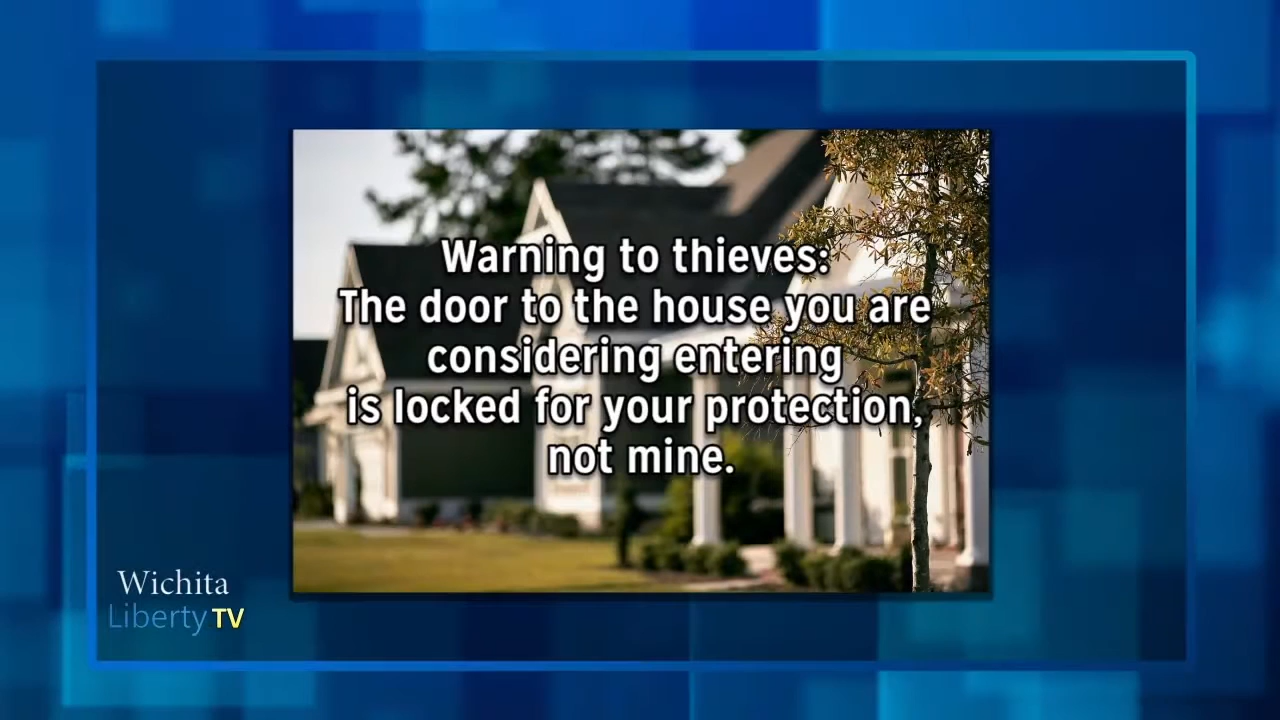 Warning to thieves:
The door to the house you are
considering entering
is locked for your protection,
not mine.
Wichita
Liberty TV